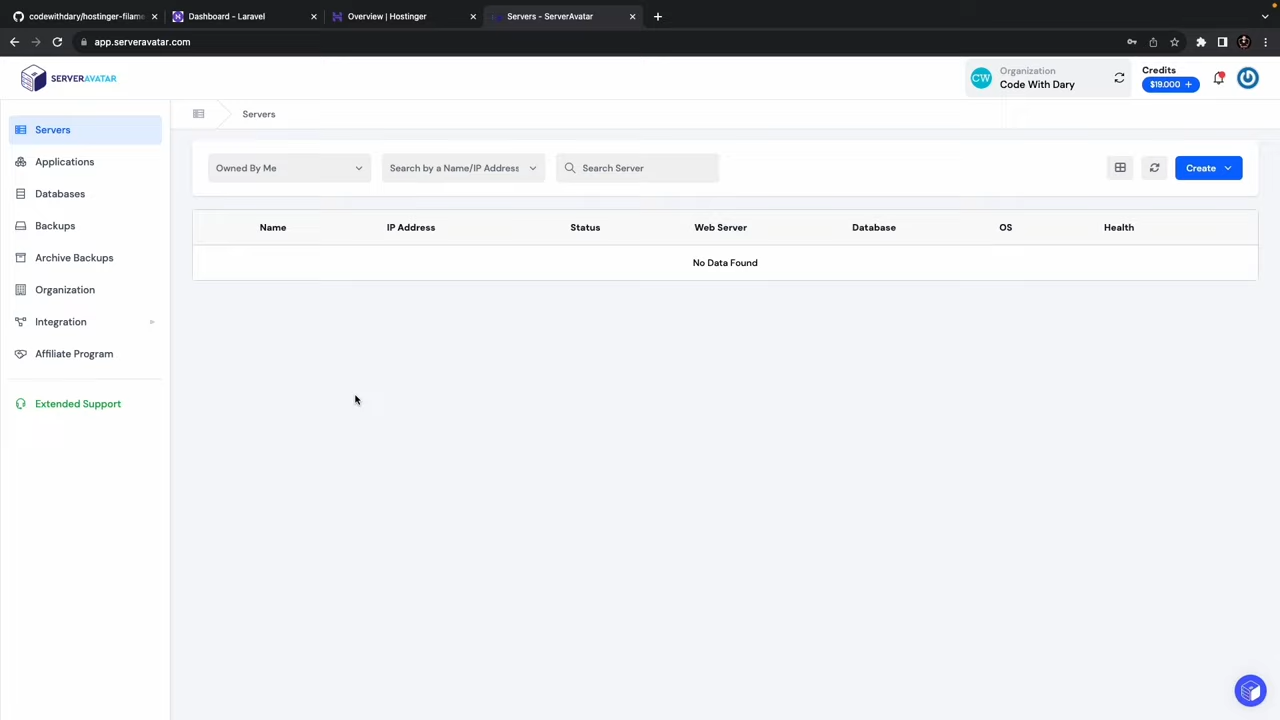 codewithdary/hostinger-filame
Dashboard - Laravel
Overview | Hostinger
Servers - ServerAvatar
app.serveravatar.com
SERVERAVATAR
CW
Organization
Code With Dary
Credits
$19.000 +
Servers
Applications
Databases
Backups
Archive Backups
Organization
Integration
Affiliate Program
Extended Support
Servers
Owned By Me
Search by a Name/IP Address
Search Server
Create
Name IP Address Status Web Server Database OS Health
No Data Found